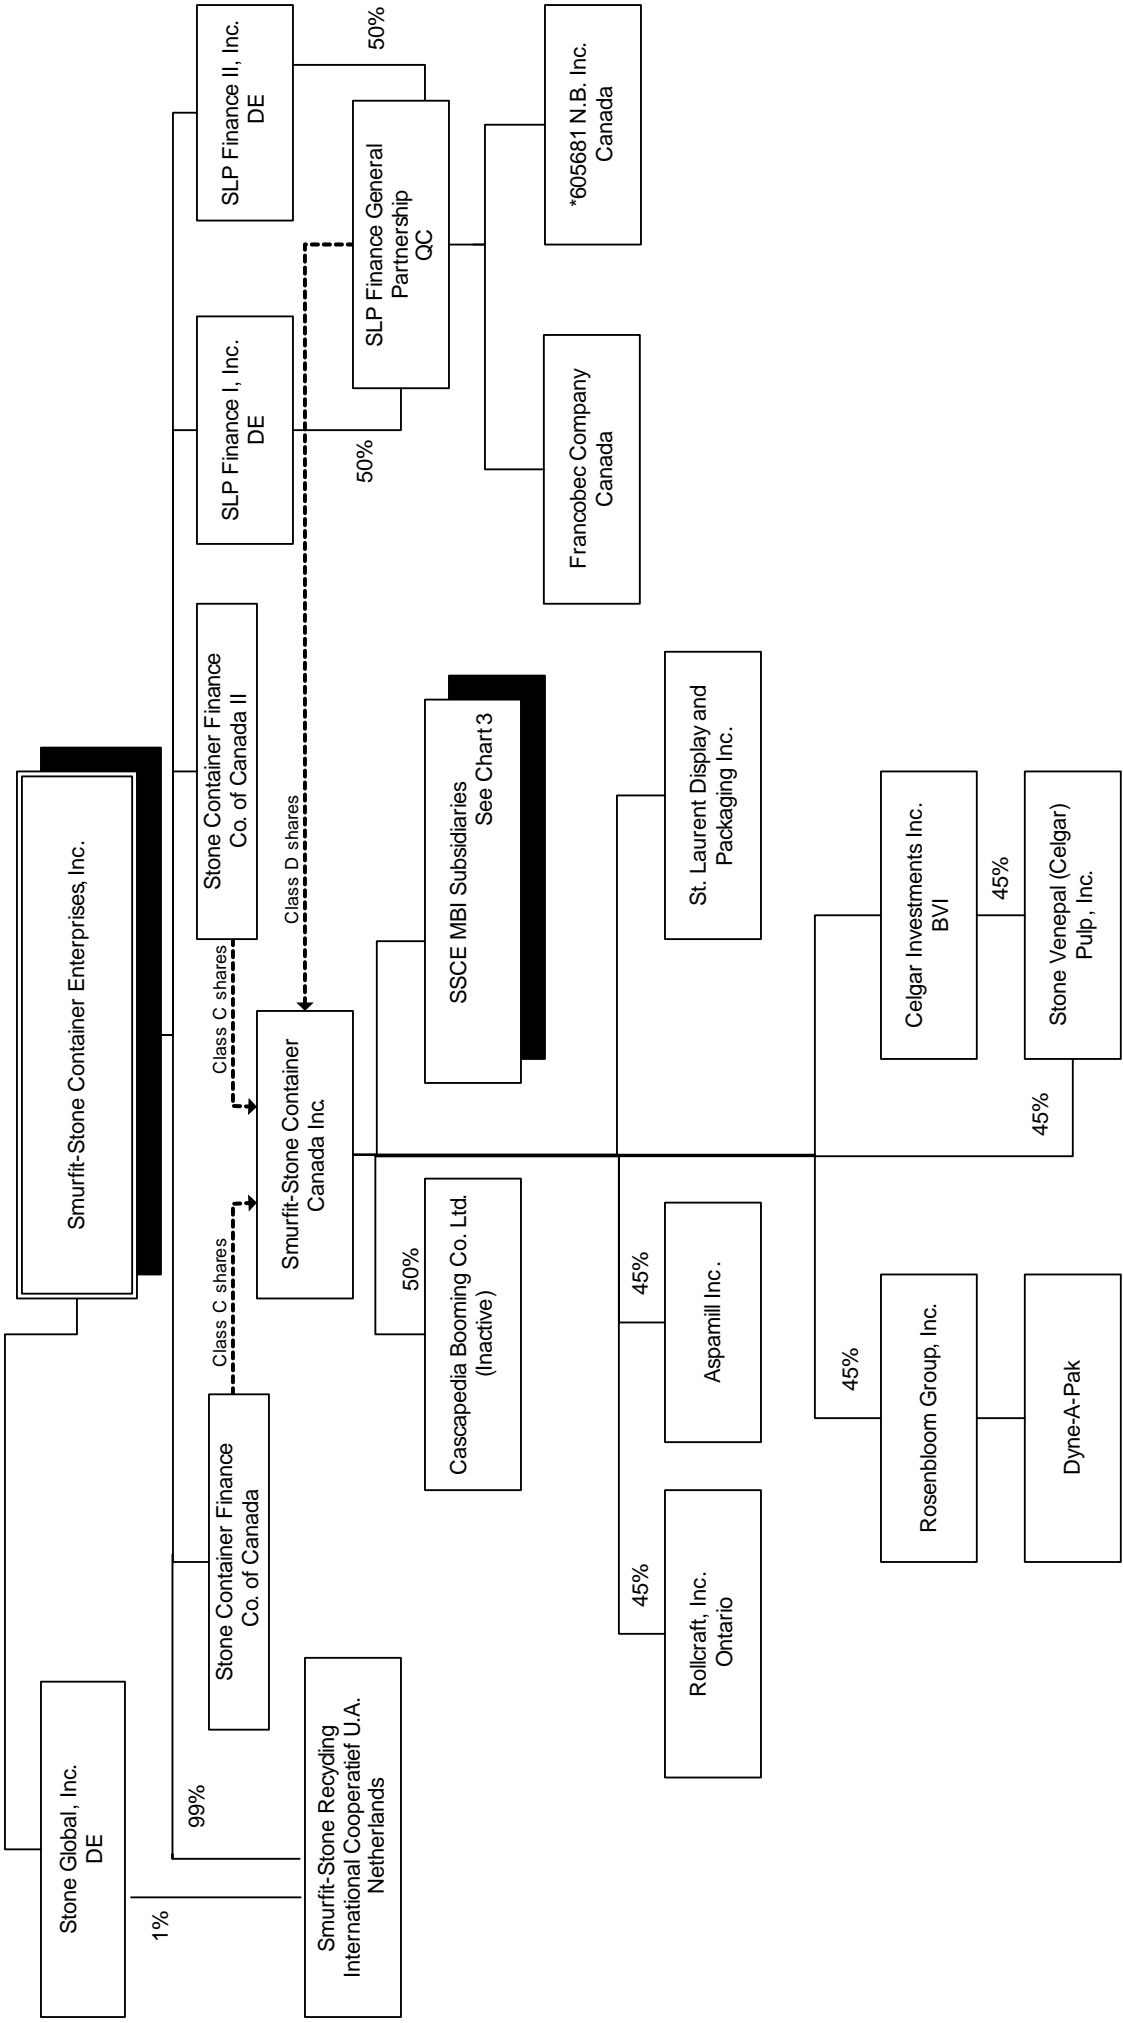 Smurfit-Stone Container Enterprises, Inc.
Stone Global, Inc.
DE
1%
99%
Smurfit-Stone Recycling
International Cooperatief U.A.
Netherlands
Stone Container Finance
Co. of Canada
Class C shares
Stone Container Finance
Co. of Canada II
Class C shares
SLP Finance I, Inc.
DE
SLP Finance II, Inc.
DE
50%
50%
SLP Finance General
Partnership
QC
Class D shares
Francobec Company
Canada
*605681 N.B. Inc.
Canada
Smurfit-Stone Container
Canada Inc.
50%
Cascapedia Booming Co. Ltd.
(Inactive)
SSCE MBI Subsidiaries
See Chart 3
45%
Rollcraft, Inc.
Ontario
45%
Aspamill Inc.
St. Laurent Display and
Packaging Inc.
45%
Rosenbloom Group, Inc.
Dyne-A-Pak
Celgar Investments Inc.
BVI
45%
45%
Stone Venepal (Celgar)
Pulp, Inc.